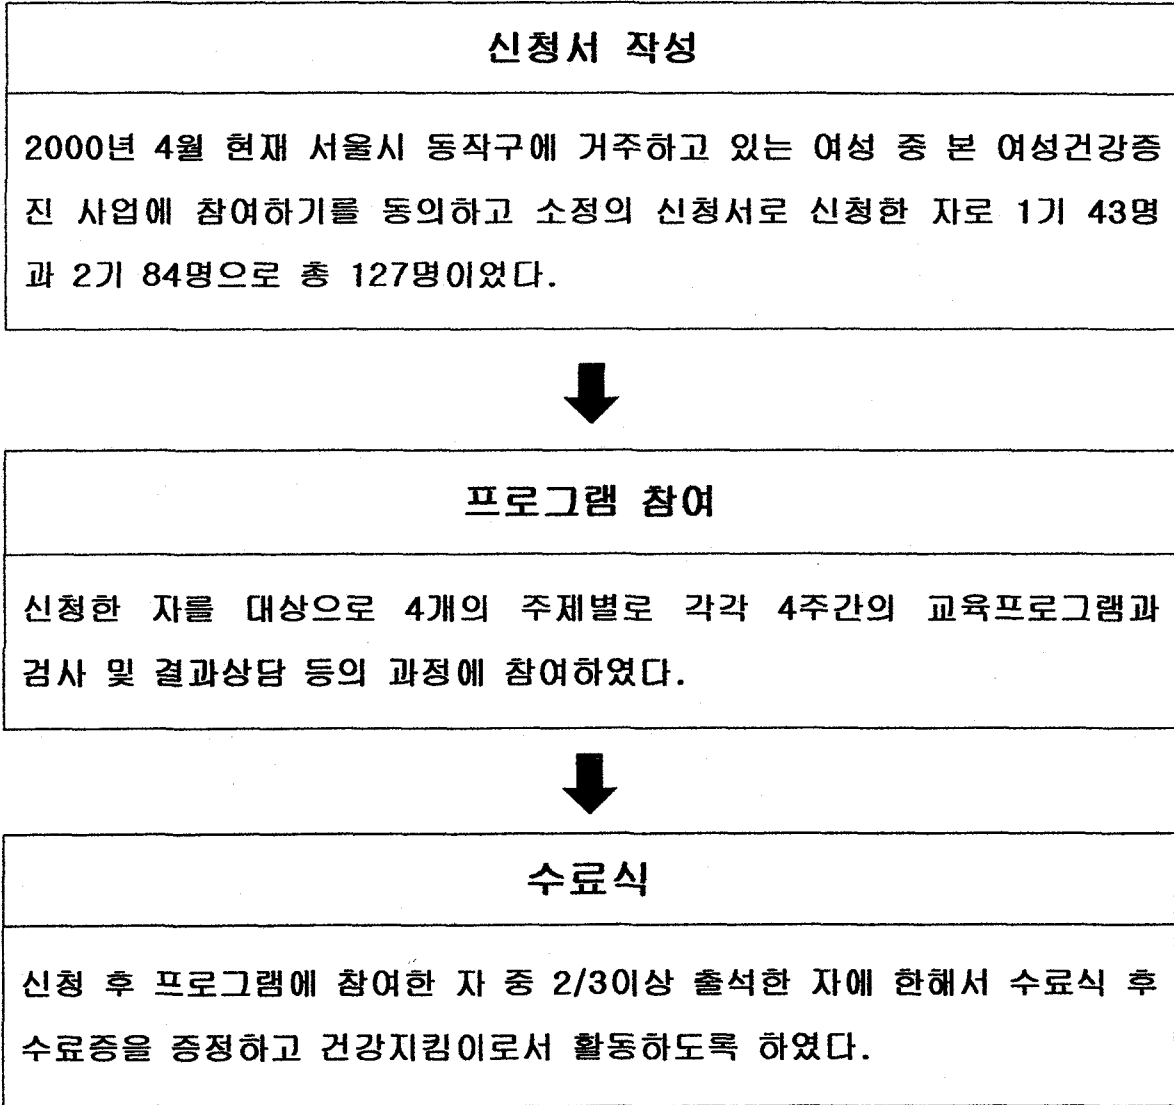 신청서 작성
2000년 4월 현재 서울시 동작구에 거주하고 있는 여성 중 본 여성건강증
진 사업에 참여하기를 동의하고 소정의 신청서로 신청한 자로 1기 43명
과 2기 84명으로 총 127명이었다.
프로그램 참여
신청한 자를 대상으로 4개의 주제별로 각각 4주간의 교육프로그램과
검사 및 결과상담 등의 과정에 참여하였다.
수료식
신청 후 프로그램에 참여한 자 중 2/3이상 출석한 자에 한해서 수료식 후
수료증을 증정하고 건강지킴이로서 활동하도록 하였다.